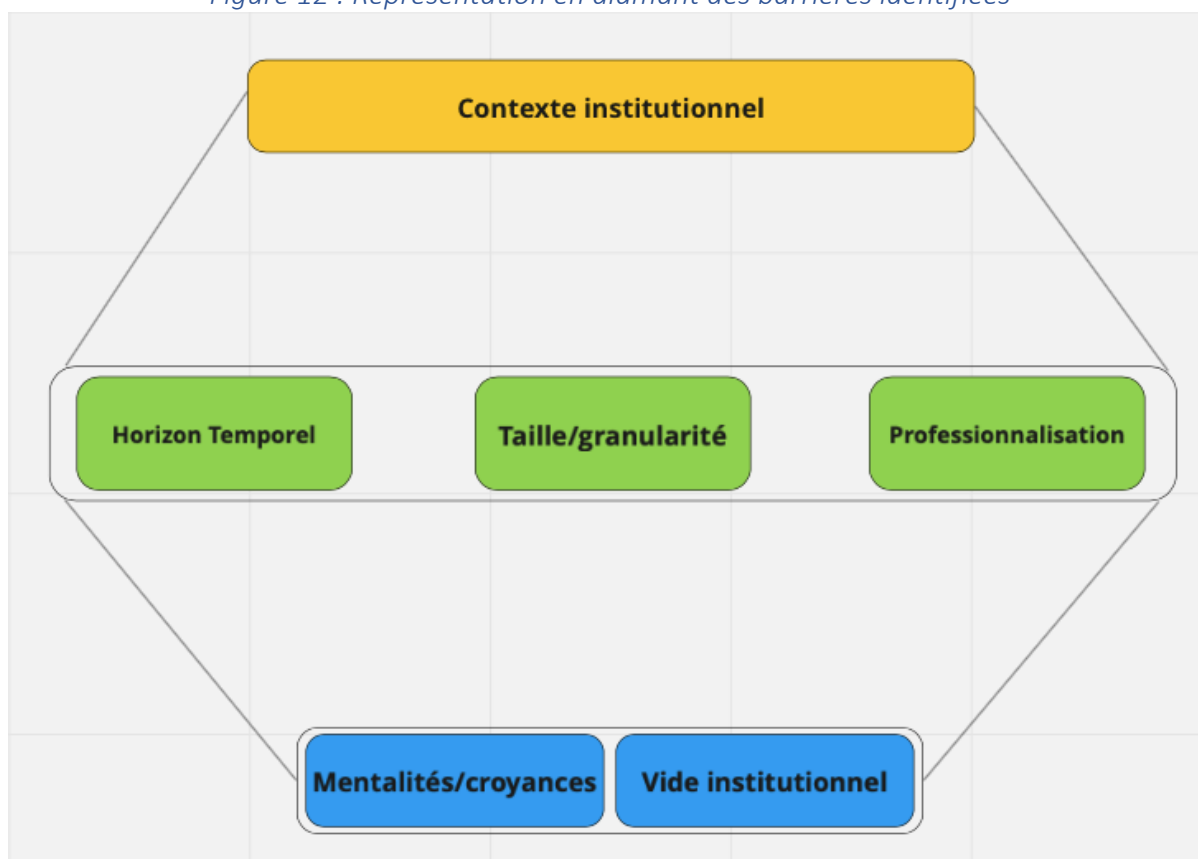 Figure 12 : Représentation en diamant des barrières identifiées
Contexte institutionnel
Horizon Temporel
Taille/granularité
Professionnalisation
Mentalités/croyances
Vide institutionnel